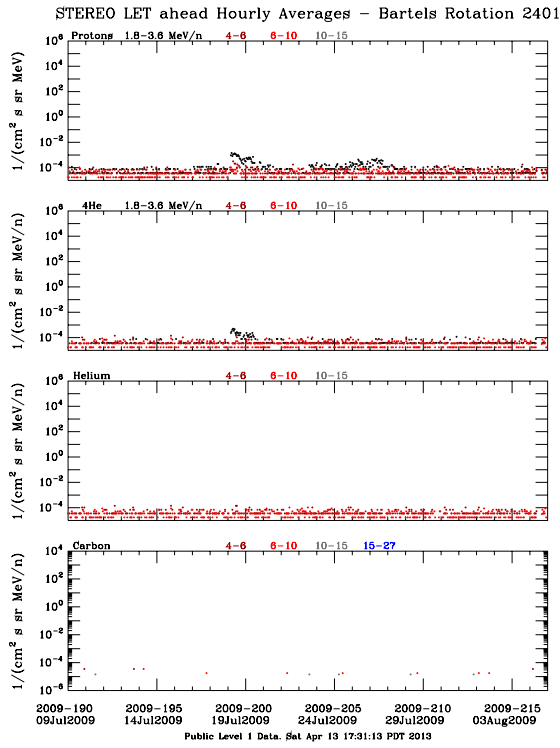 STEREO LET ahead Hourly Averages – Bartels Rotation 2401
Protons 1.8–3.6 MeV/n 4–6 6–10 10–15
10^6
10^4
10^2
10^0
10^-2
10^-4
1/(cm^2 s sr MeV)
4He 1.8–3.6 MeV/n 4–6 6–10 10–15
10^6
10^4
10^2
10^0
10^-2
10^-4
1/(cm^2 s sr MeV/n)
Helium 4–6 6–10 10–15
10^6
10^4
10^2
10^0
10^-2
10^-4
1/(cm^2 s sr MeV/n)
Carbon 4–6 6–10 10–15 15–27
10^4
10^2
10^0
10^-2
10^-4
10^-6
1/(cm^2 s sr MeV/n)
2009–190 2009–195 2009–200 2009–205 2009–210 2009–215
09Jul2009 14Jul2009 19Jul2009 24Jul2009 29Jul2009 03Aug2009
Public Level 1 Data. Sat Apr 13 17:31:13 PDT 2013